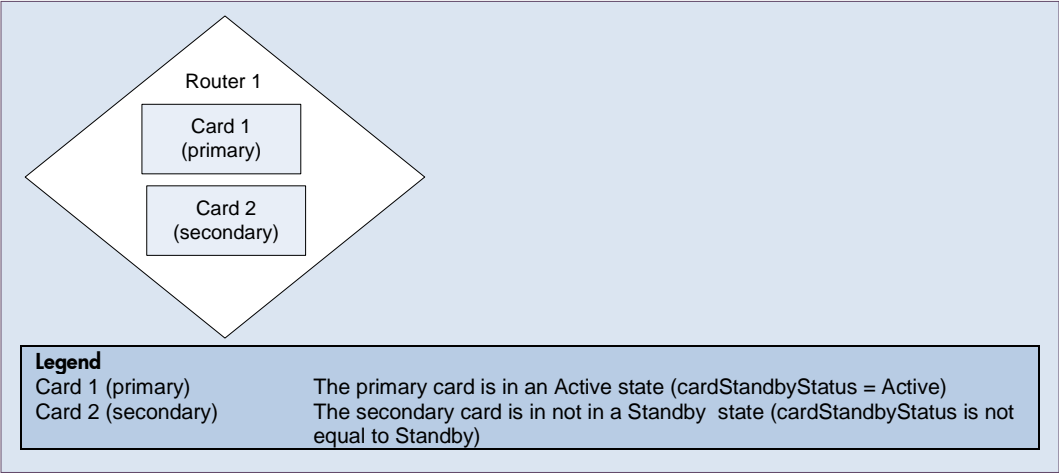 Router 1
Card 1
(primary)
Card 2
(secondary)
Legend
Card 1 (primary) The primary card is in an Active state (cardStandbyStatus = Active)
Card 2 (secondary) The secondary card is in not in a Standby state (cardStandbyStatus is not
equal to Standby)